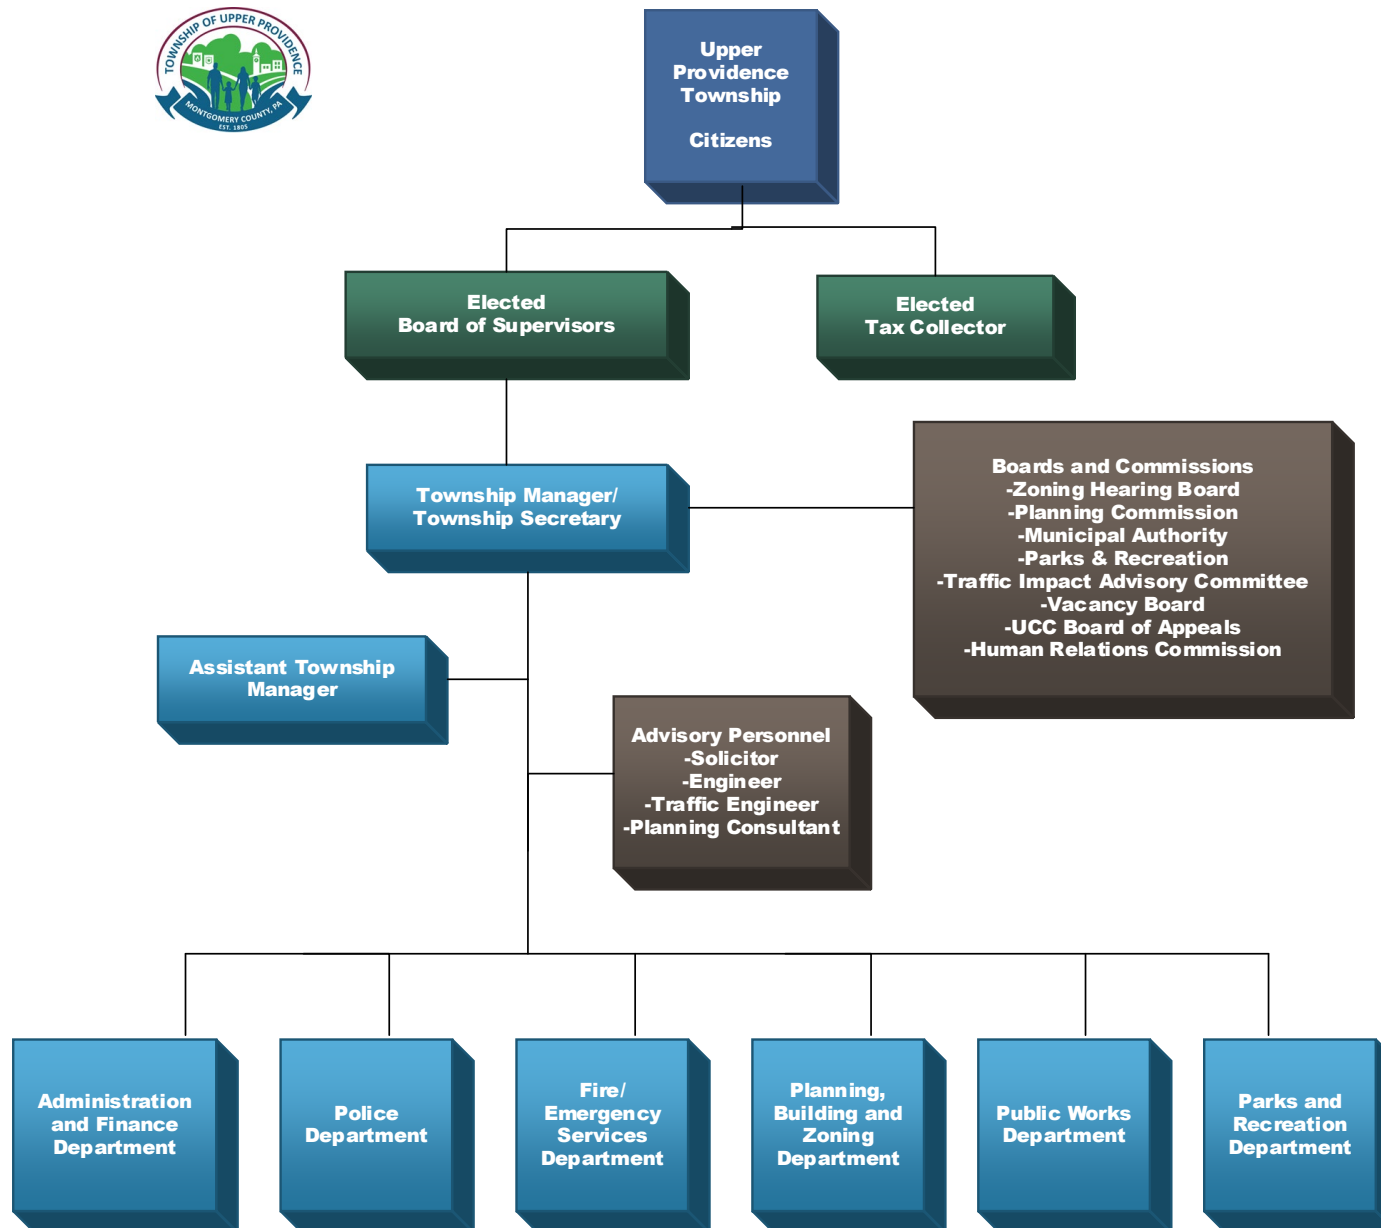 TOWNSHIP OF UPPER PROVIDENCE
MONTGOMERY COUNTY, PA
EST. 1805
Upper
Providence
Township
Citizens
Elected
Board of Supervisors
Elected
Tax Collector
Township Manager/
Township Secretary
Boards and Commissions
-Zoning Hearing Board
-Planning Commission
-Municipal Authority
-Parks & Recreation
-Traffic Impact Advisory Committee
-Vacancy Board
-UCC Board of Appeals
-Human Relations Commission
Assistant Township
Manager
Advisory Personnel
-Solicitor
-Engineer
-Traffic Engineer
-Planning Consultant
Administration
and Finance
Department
Police
Department
Fire/
Emergency
Services
Department
Planning,
Building and
Zoning
Department
Public Works
Department
Parks and
Recreation
Department